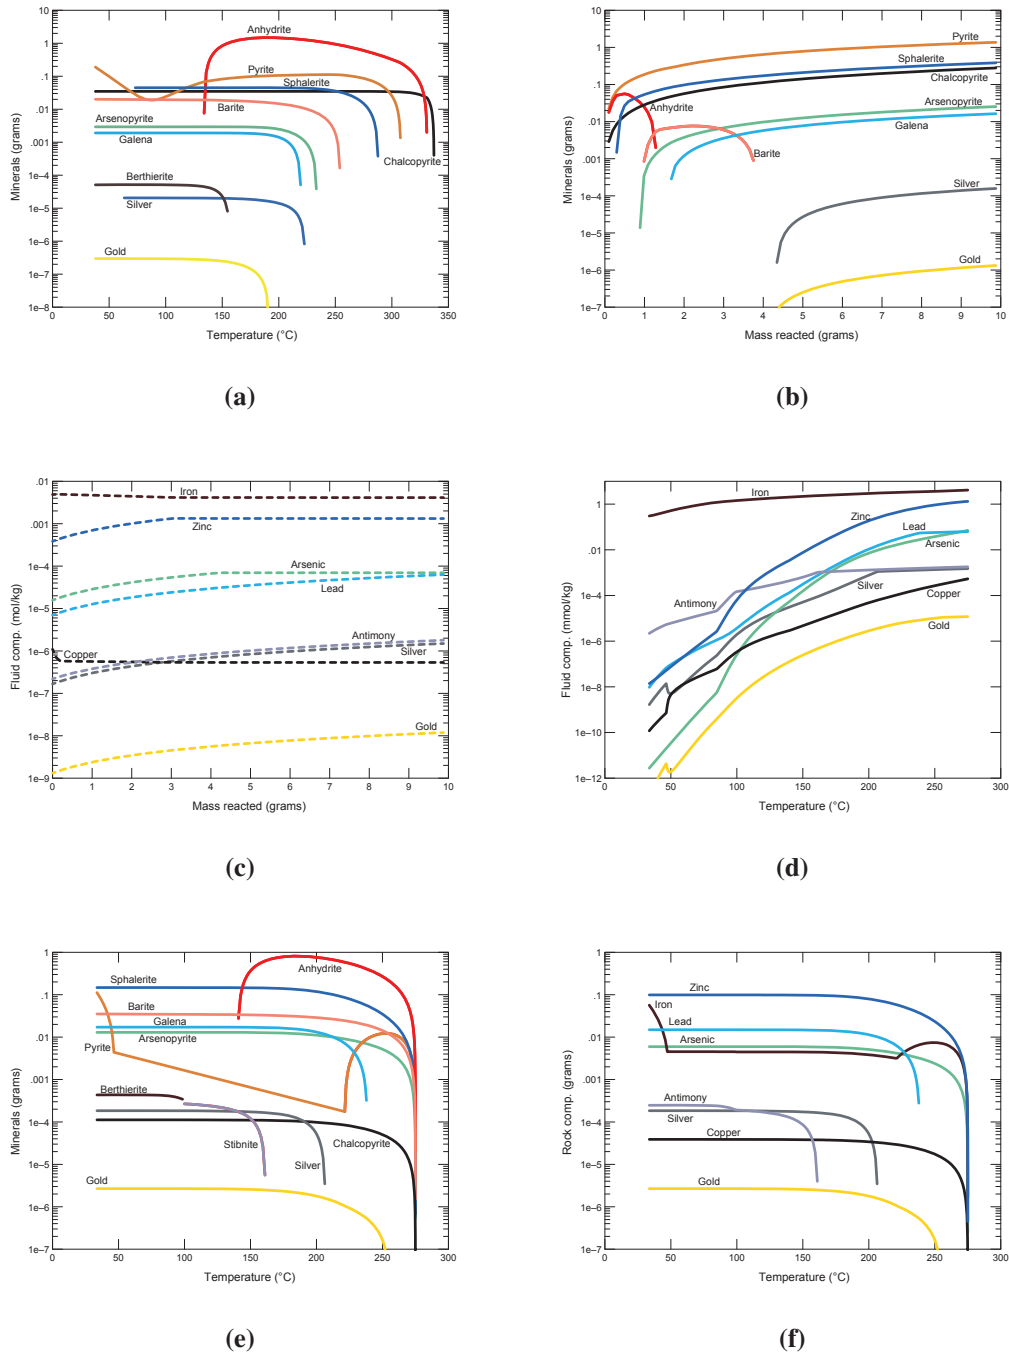 10
1
.1
.01
.001
1e–4
1e–5
1e–6
1e–7
1e–8
Minerals (grams)
Anhydrite
Pyrite
Sphalerite
Barite
Arsenopyrite
Galena
Chalcopyrite
Berthierite
Silver
Gold
0 50 100 150 200 250 300 350
Temperature (°C)
(a)
10
1
.1
.01
.001
1e–4
1e–5
1e–6
1e–7
Minerals (grams)
Pyrite
Sphalerite
Chalcopyrite
Anhydrite
Arsenopyrite
Galena
Barite
Silver
Gold
0 1 2 3 4 5 6 7 8 9 10
Mass reacted (grams)
(b)
.01
.001
1e–4
1e–5
1e–6
1e–7
1e–8
1e–9
Fluid comp. (mol/kg)
Iron
Zinc
Arsenic
Lead
Antimony
Copper
Silver
Gold
0 1 2 3 4 5 6 7 8 9 10
Mass reacted (grams)
(c)
1
.01
1e–4
1e–6
1e–8
1e–10
1e–12
Fluid comp. (mmol/kg)
Iron
Zinc
Lead
Arsenic
Silver
Copper
Antimony
Gold
0 50 100 150 200 250 300
Temperature (°C)
(d)
1
.1
.01
.001
1e–4
1e–5
1e–6
1e–7
Minerals (grams)
Anhydrite
Sphalerite
Barite
Galena
Arsenopyrite
Pyrite
Berthierite
Stibnite
Chalcopyrite
Silver
Gold
0 50 100 150 200 250 300
Temperature (°C)
(e)
1
.1
.01
.001
1e–4
1e–5
1e–6
1e–7
Rock comp. (grams)
Zinc
Iron
Lead
Arsenic
Antimony
Silver
Copper
Gold
0 50 100 150 200 250 300
Temperature (°C)
(f)